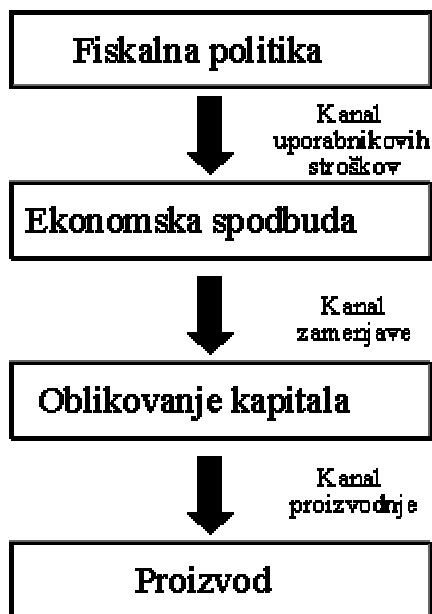 Fiskalna politika
Kanal
uporabnikovih
stroškov
Ekonomska spodbuda
Kanal
zamenjave
Oblikovanje kapitala
Kanal
proizvodnje
Proizvod